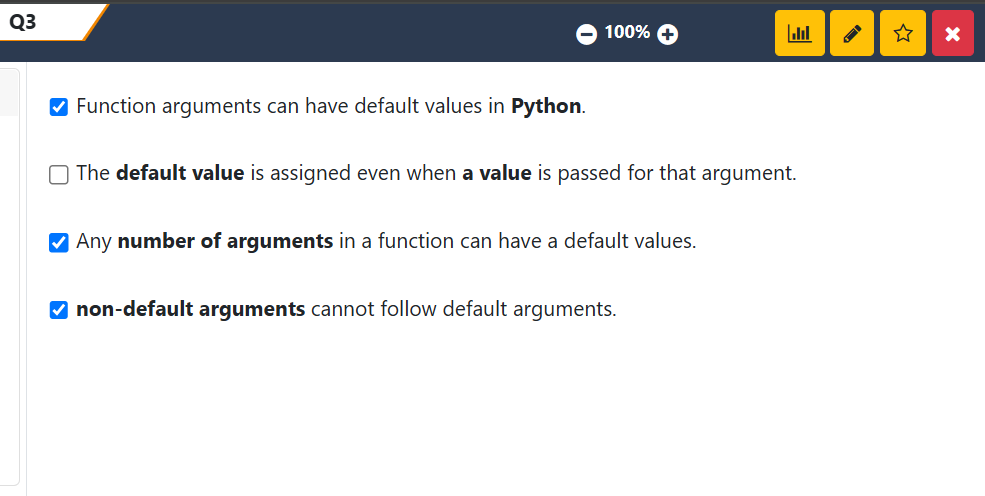 Q3
100%
Function arguments can have default values in Python.
The default value is assigned even when a value is passed for that argument.
Any number of arguments in a function can have a default values.
non-default arguments cannot follow default arguments.